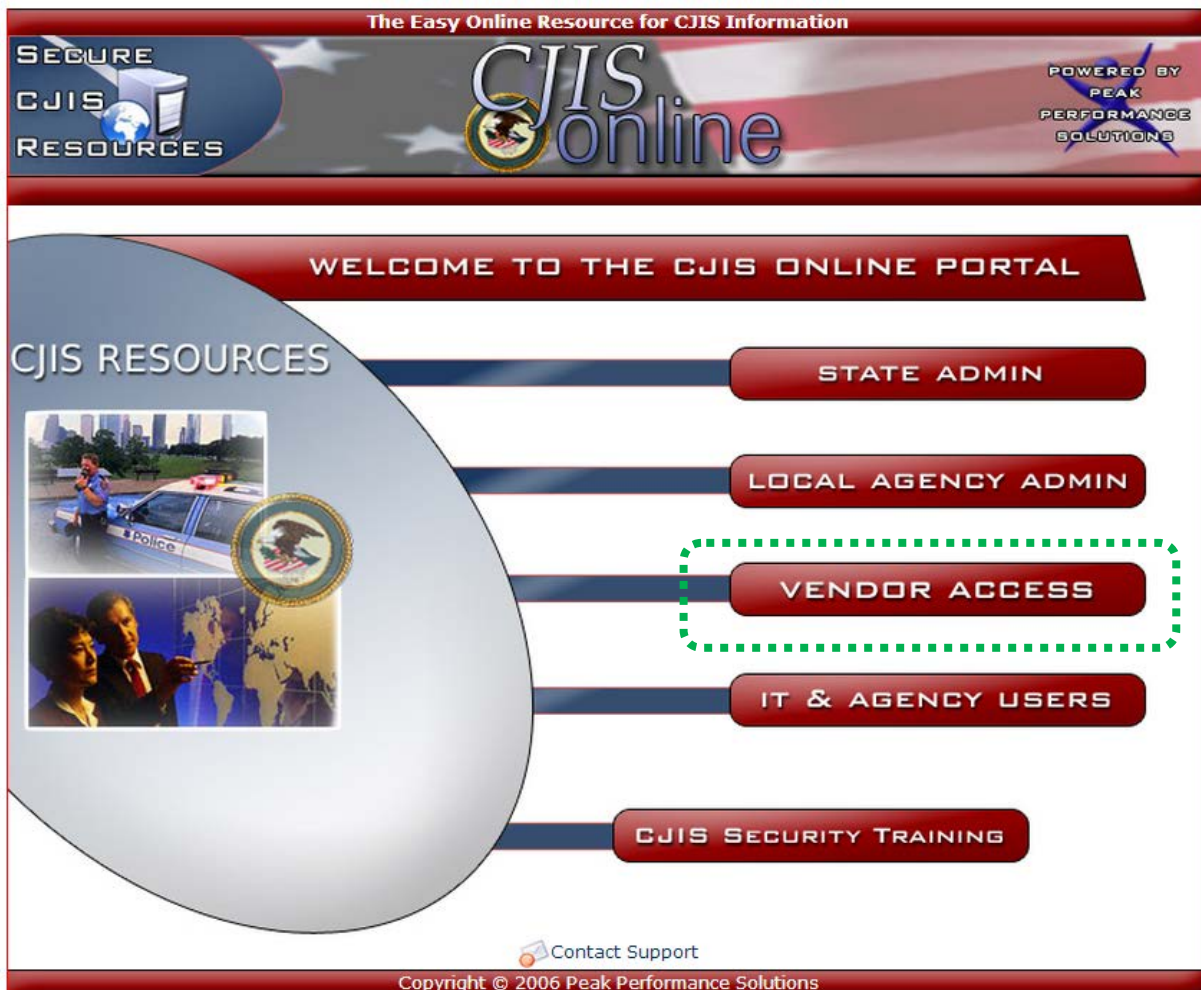 The Easy Online Resource for CJIS Information
SECURE
CJIS
RESOURCES
CJIS
online
POWERED BY
PEAK
PERFORMANCE
SOLUTIONS
WELCOME TO THE CJIS ONLINE PORTAL
CJIS RESOURCES
STATE ADMIN
LOCAL AGENCY ADMIN
Police
VENDOR ACCESS
IT & AGENCY USERS
CJIS SECURITY TRAINING
Contact Support
Copyright © 2006 Peak Performance Solutions